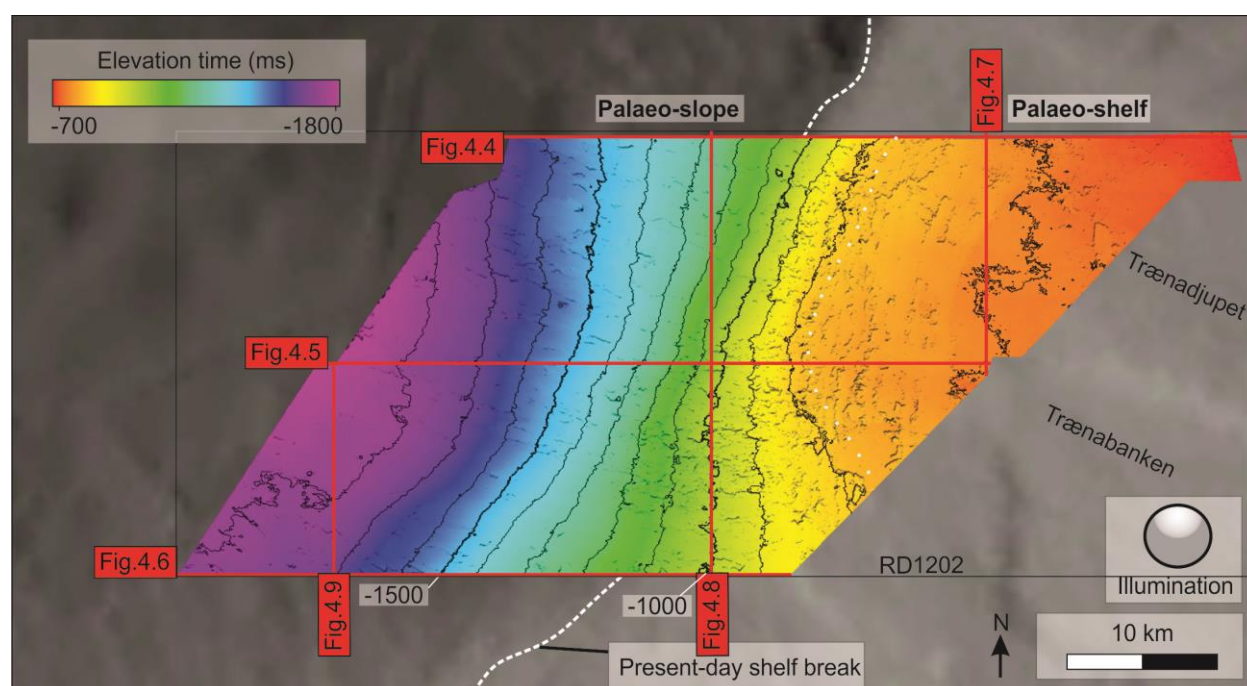 Elevation time (ms)
-700
-1800
Palaeo-slope
Fig.4.7
Palaeo-shelf
Fig.4.4
Trænadjupet
Fig.4.5
Trænabanken
Fig.4.6
RD1202
Illumination
Fig.4.9
-1500
-1000
Fig.4.8
N
10 km
Present-day shelf break